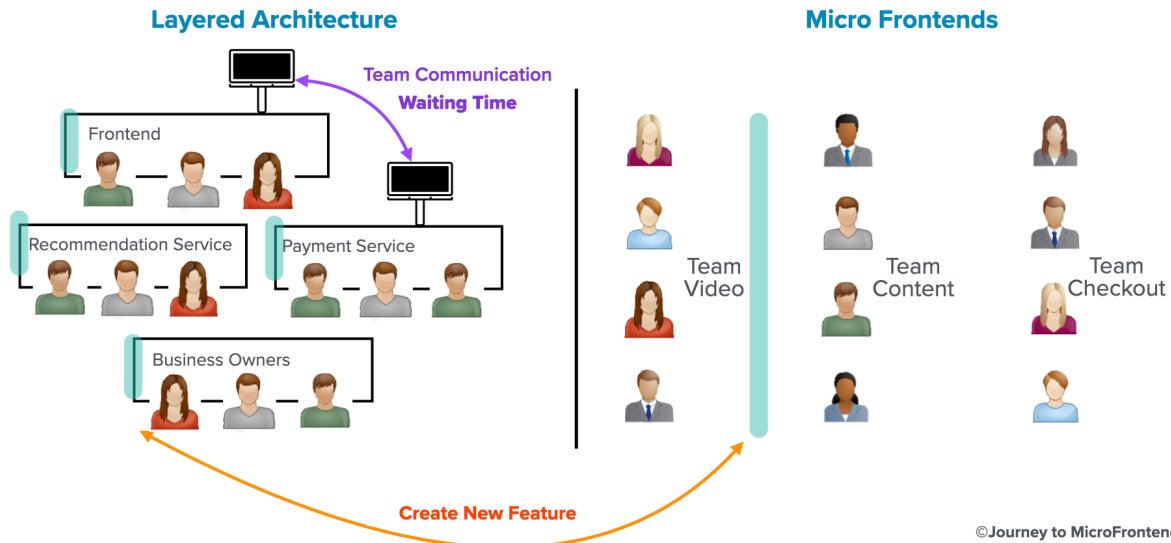 Layered Architecture
Micro Frontends
Team Communication
Waiting Time
Frontend
Recommendation Service
Payment Service
Business Owners
Team
Video
Team
Content
Team
Checkout
Create New Feature
©Journey to MicroFronten